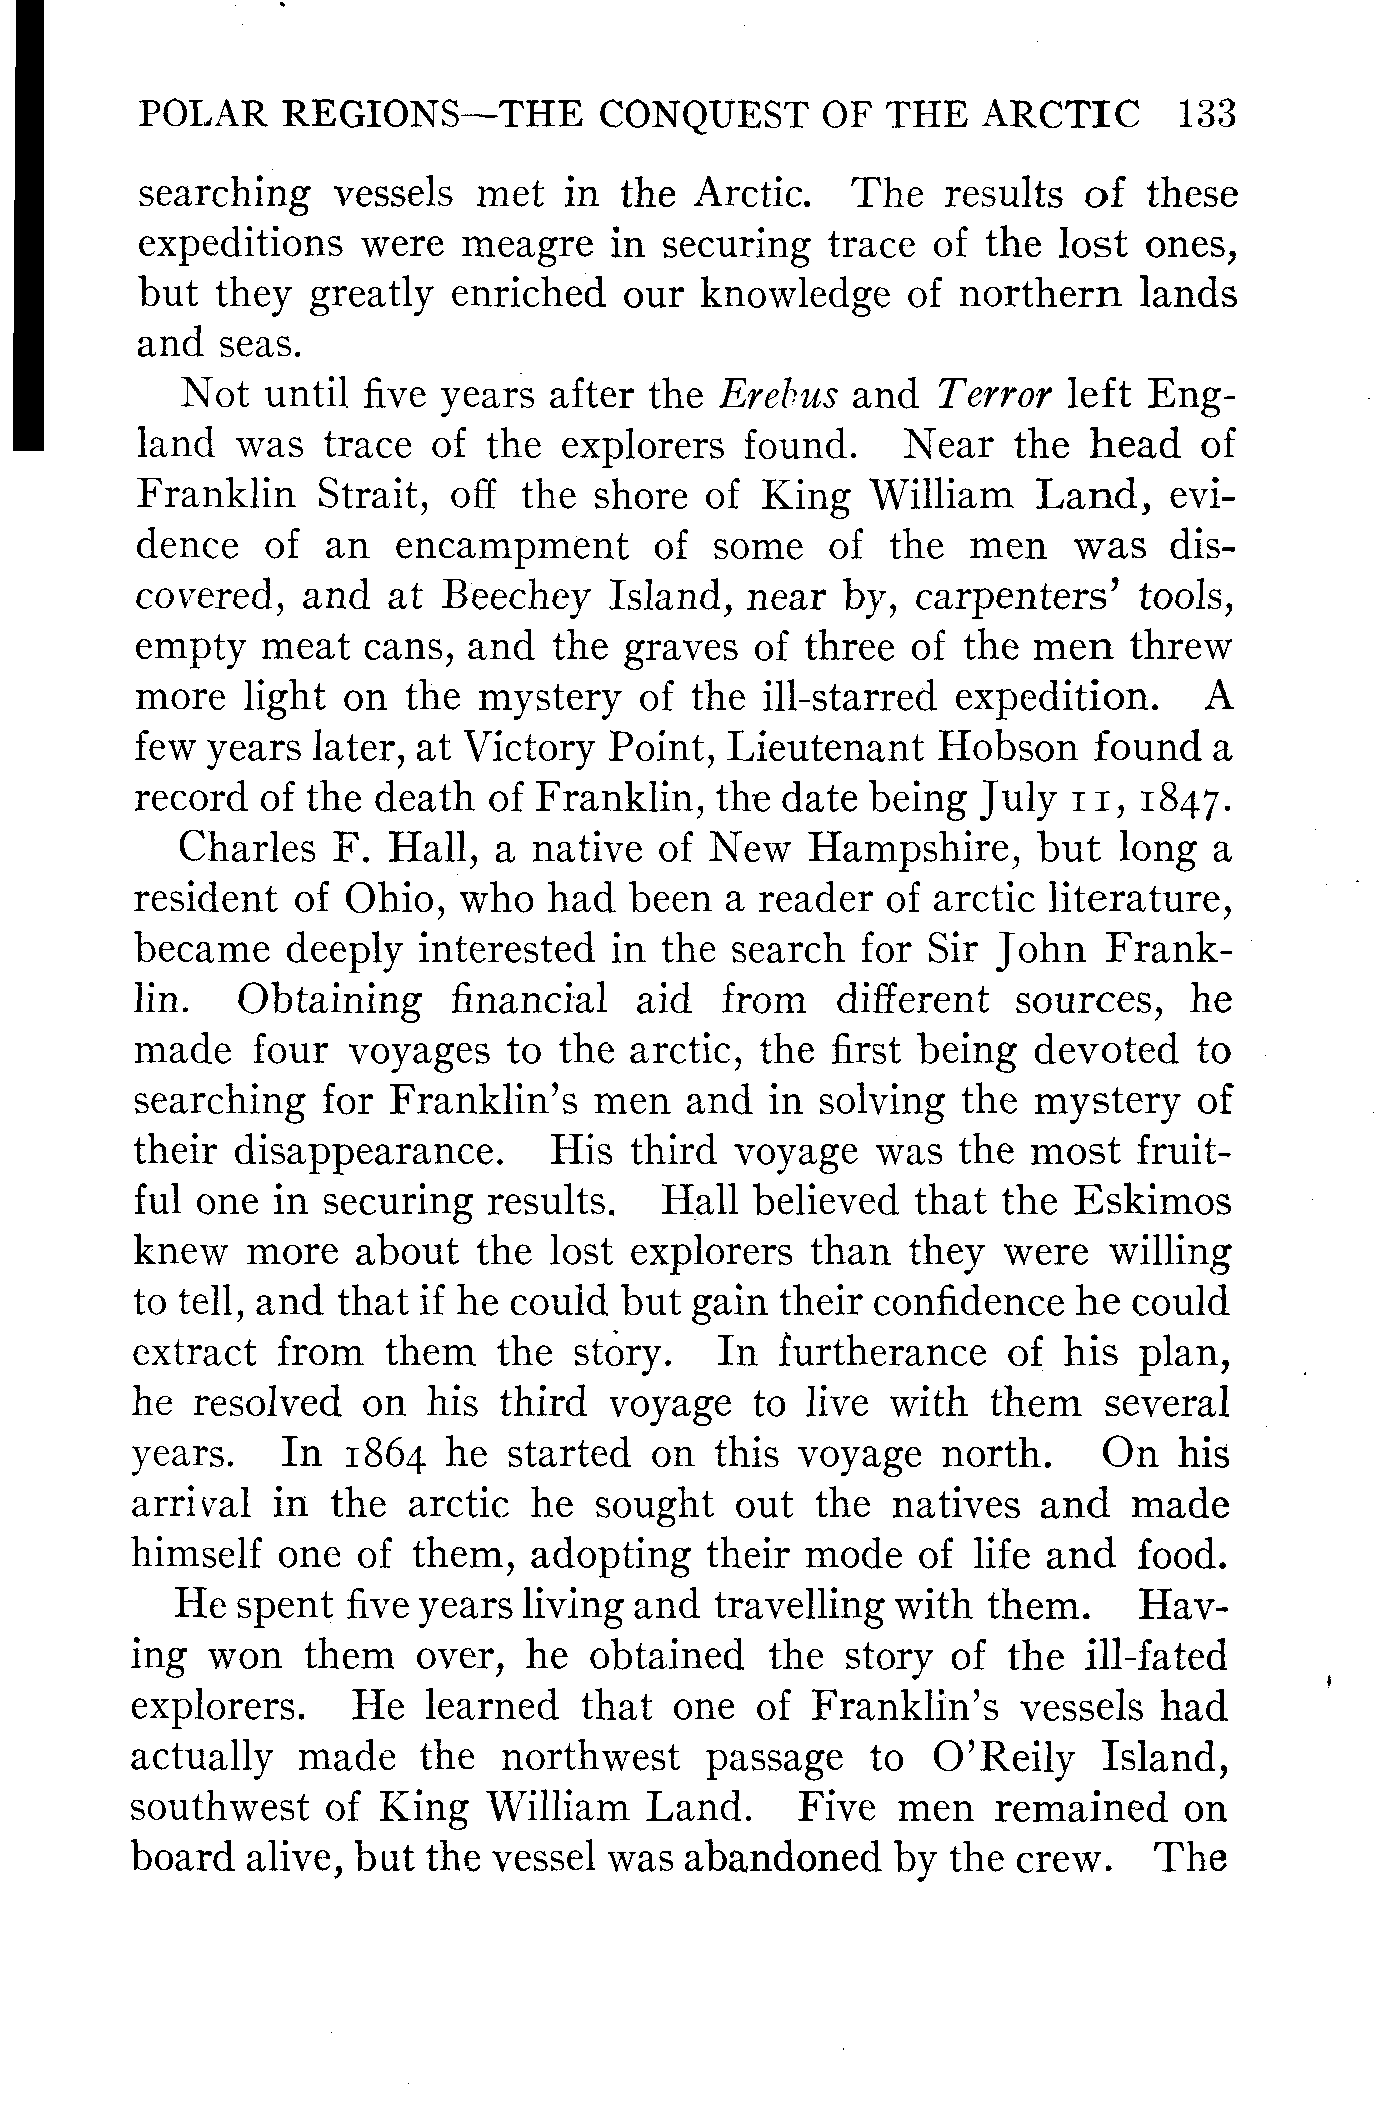 POLAR REGIONS—THE CONQUEST OF THE ARCTIC 133
searching vessels met in the Arctic. The results of these
expeditions were meagre in securing trace of the lost ones,
but they greatly enriched our knowledge of northern lands
and seas.
Not until five years after the Erebus and Terror left Eng-
land was trace of the explorers found. Near the head of
Franklin Strait, off the shore of King William Land, evi-
dence of an encampment of some of the men was dis-
covered, and at Beechey Island, near by, carpenters' tools,
empty meat cans, and the graves of three of the men threw
more light on the mystery of the ill-starred expedition. A
few years later, at Victory Point, Lieutenant Hobson found a
record of the death of Franklin, the date being July 11, 1847.
Charles F. Hall, a native of New Hampshire, but long a
resident of Ohio, who had been a reader of arctic literature,
became deeply interested in the search for Sir John Frank-
lin. Obtaining financial aid from different sources, he
made four voyages to the arctic, the first being devoted to
searching for Franklin's men and in solving the mystery of
their disappearance. His third voyage was the most fruit-
ful one in securing results. Hall believed that the Eskimos
knew more about the lost explorers than they were willing
to tell, and that if he could but gain their confidence he could
extract from them the story. In furtherance of his plan,
he resolved on his third voyage to live with them several
years. In 1864 he started on this voyage north. On his
arrival in the arctic he sought out the natives and made
himself one of them, adopting their mode of life and food.
He spent five years living and travelling with them. Hav-
ing won them over, he obtained the story of the ill-fated
explorers. He learned that one of Franklin's vessels had
actually made the northwest passage to O'Reily Island,
southwest of King William Land. Five men remained on
board alive, but the vessel was abandoned by the crew. The